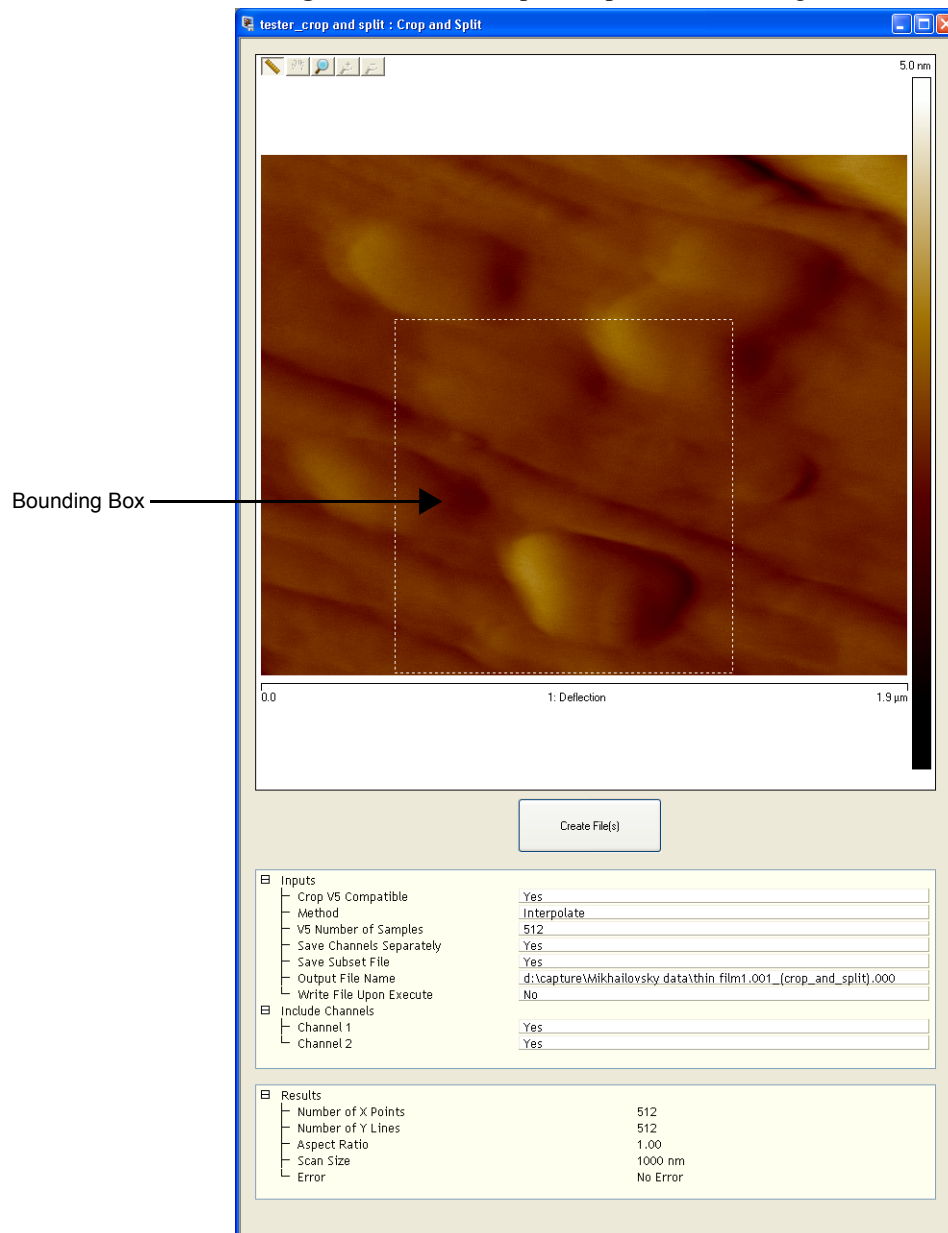 tester_crop and split : Crop and Split
5.0 nm
Bounding Box
0.0
1: Deflection
1.9 µm
Create File(s)
Inputs
Crop V5 Compatible Yes
Method Interpolate
V5 Number of Samples 512
Save Channels Separately Yes
Save Subset File Yes
Output File Name d:\capture\Mikhailovsky data\thin film1.001_(crop_and_split).000
Write File Upon Execute No
Include Channels
Channel 1 Yes
Channel 2 Yes
Results
Number of X Points 512
Number of Y Lines 512
Aspect Ratio 1.00
Scan Size 1000 nm
Error No Error